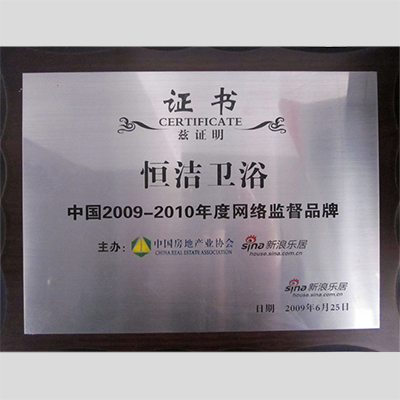 证书
CERTIFICATE
兹证明
恒洁卫浴
中国2009-2010年度网络监督品牌
主办: 中国房地产业协会 sina新浪乐居
CHINA REAL ESTATE ASSOCIATION house.sina.com.cn
sina新浪乐居
house.sina.com.cn
日期 2009年6月25日